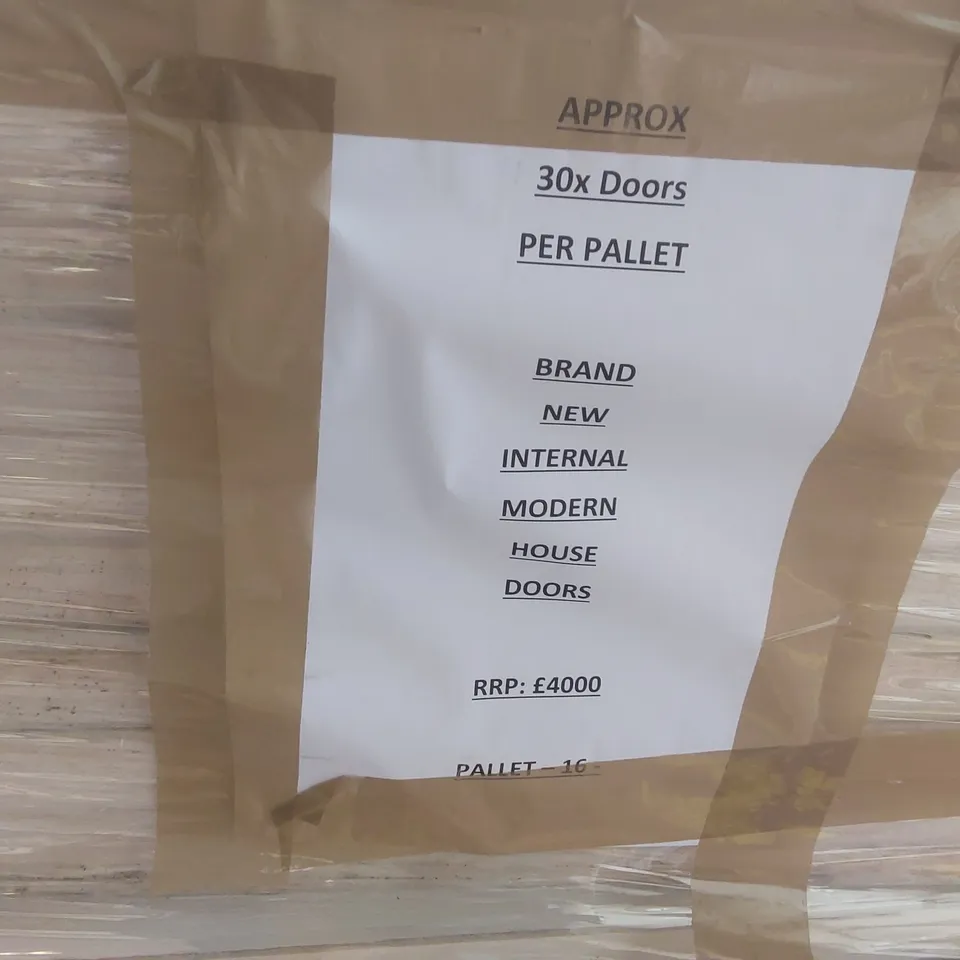 APPROX
30x Doors
PER PALLET
BRAND
NEW
INTERNAL
MODERN
HOUSE
DOORS
RRP: £4000
PALLET – 16 -